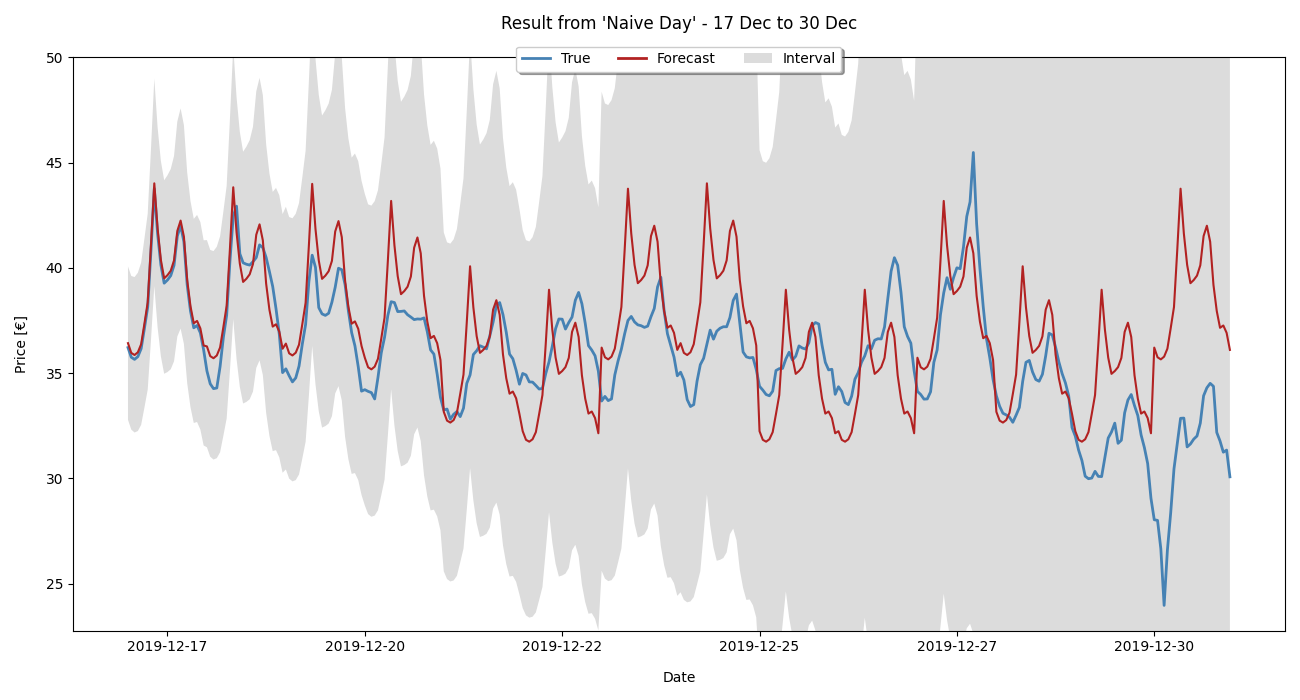 Result from 'Naive Day' - 17 Dec to 30 Dec
True Forecast Interval
50
45
40
35
30
25
Price [€]
2019-12-17 2019-12-20 2019-12-22 2019-12-25 2019-12-27 2019-12-30
Date